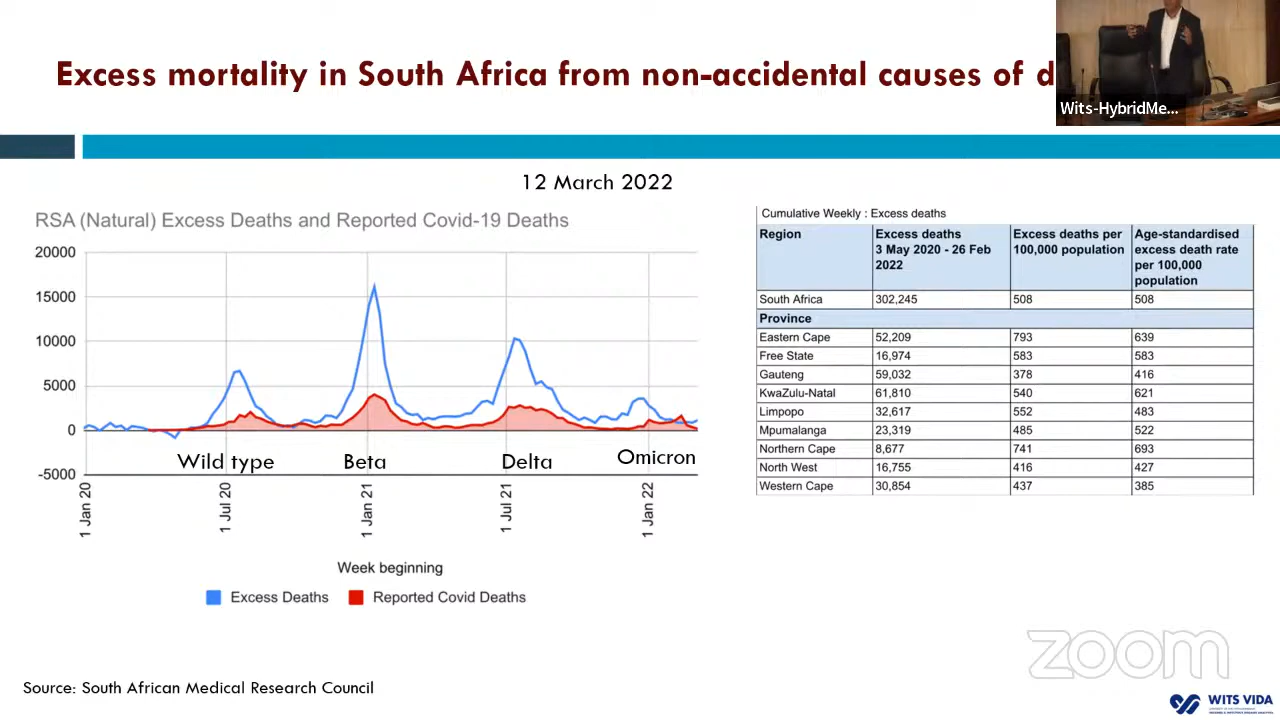 Excess mortality in South Africa from non-accidental causes of d
Wits-HybridMe...
12 March 2022
RSA (Natural) Excess Deaths and Reported Covid-19 Deaths
20000
15000
10000
5000
0
-5000
Wild type
Beta
Delta
Omicron
1 Jan 20
1 Jul 20
1 Jan 21
1 Jul 21
1 Jan 22
Week beginning
Excess Deaths
Reported Covid Deaths
Cumulative Weekly : Excess deaths
Region Excess deaths 3 May 2020 - 26 Feb 2022 Excess deaths per 100,000 population Age-standardised excess death rate per 100,000 population
South Africa 302,245 508 508
Province
Eastern Cape 52,209 793 639
Free State 16,974 583 583
Gauteng 59,032 378 416
KwaZulu-Natal 61,810 540 621
Limpopo 32,617 552 483
Mpumalanga 23,319 485 522
Northern Cape 8,677 741 693
North West 16,755 416 427
Western Cape 30,854 437 385
zoom
Source: South African Medical Research Council
WITS VIDA